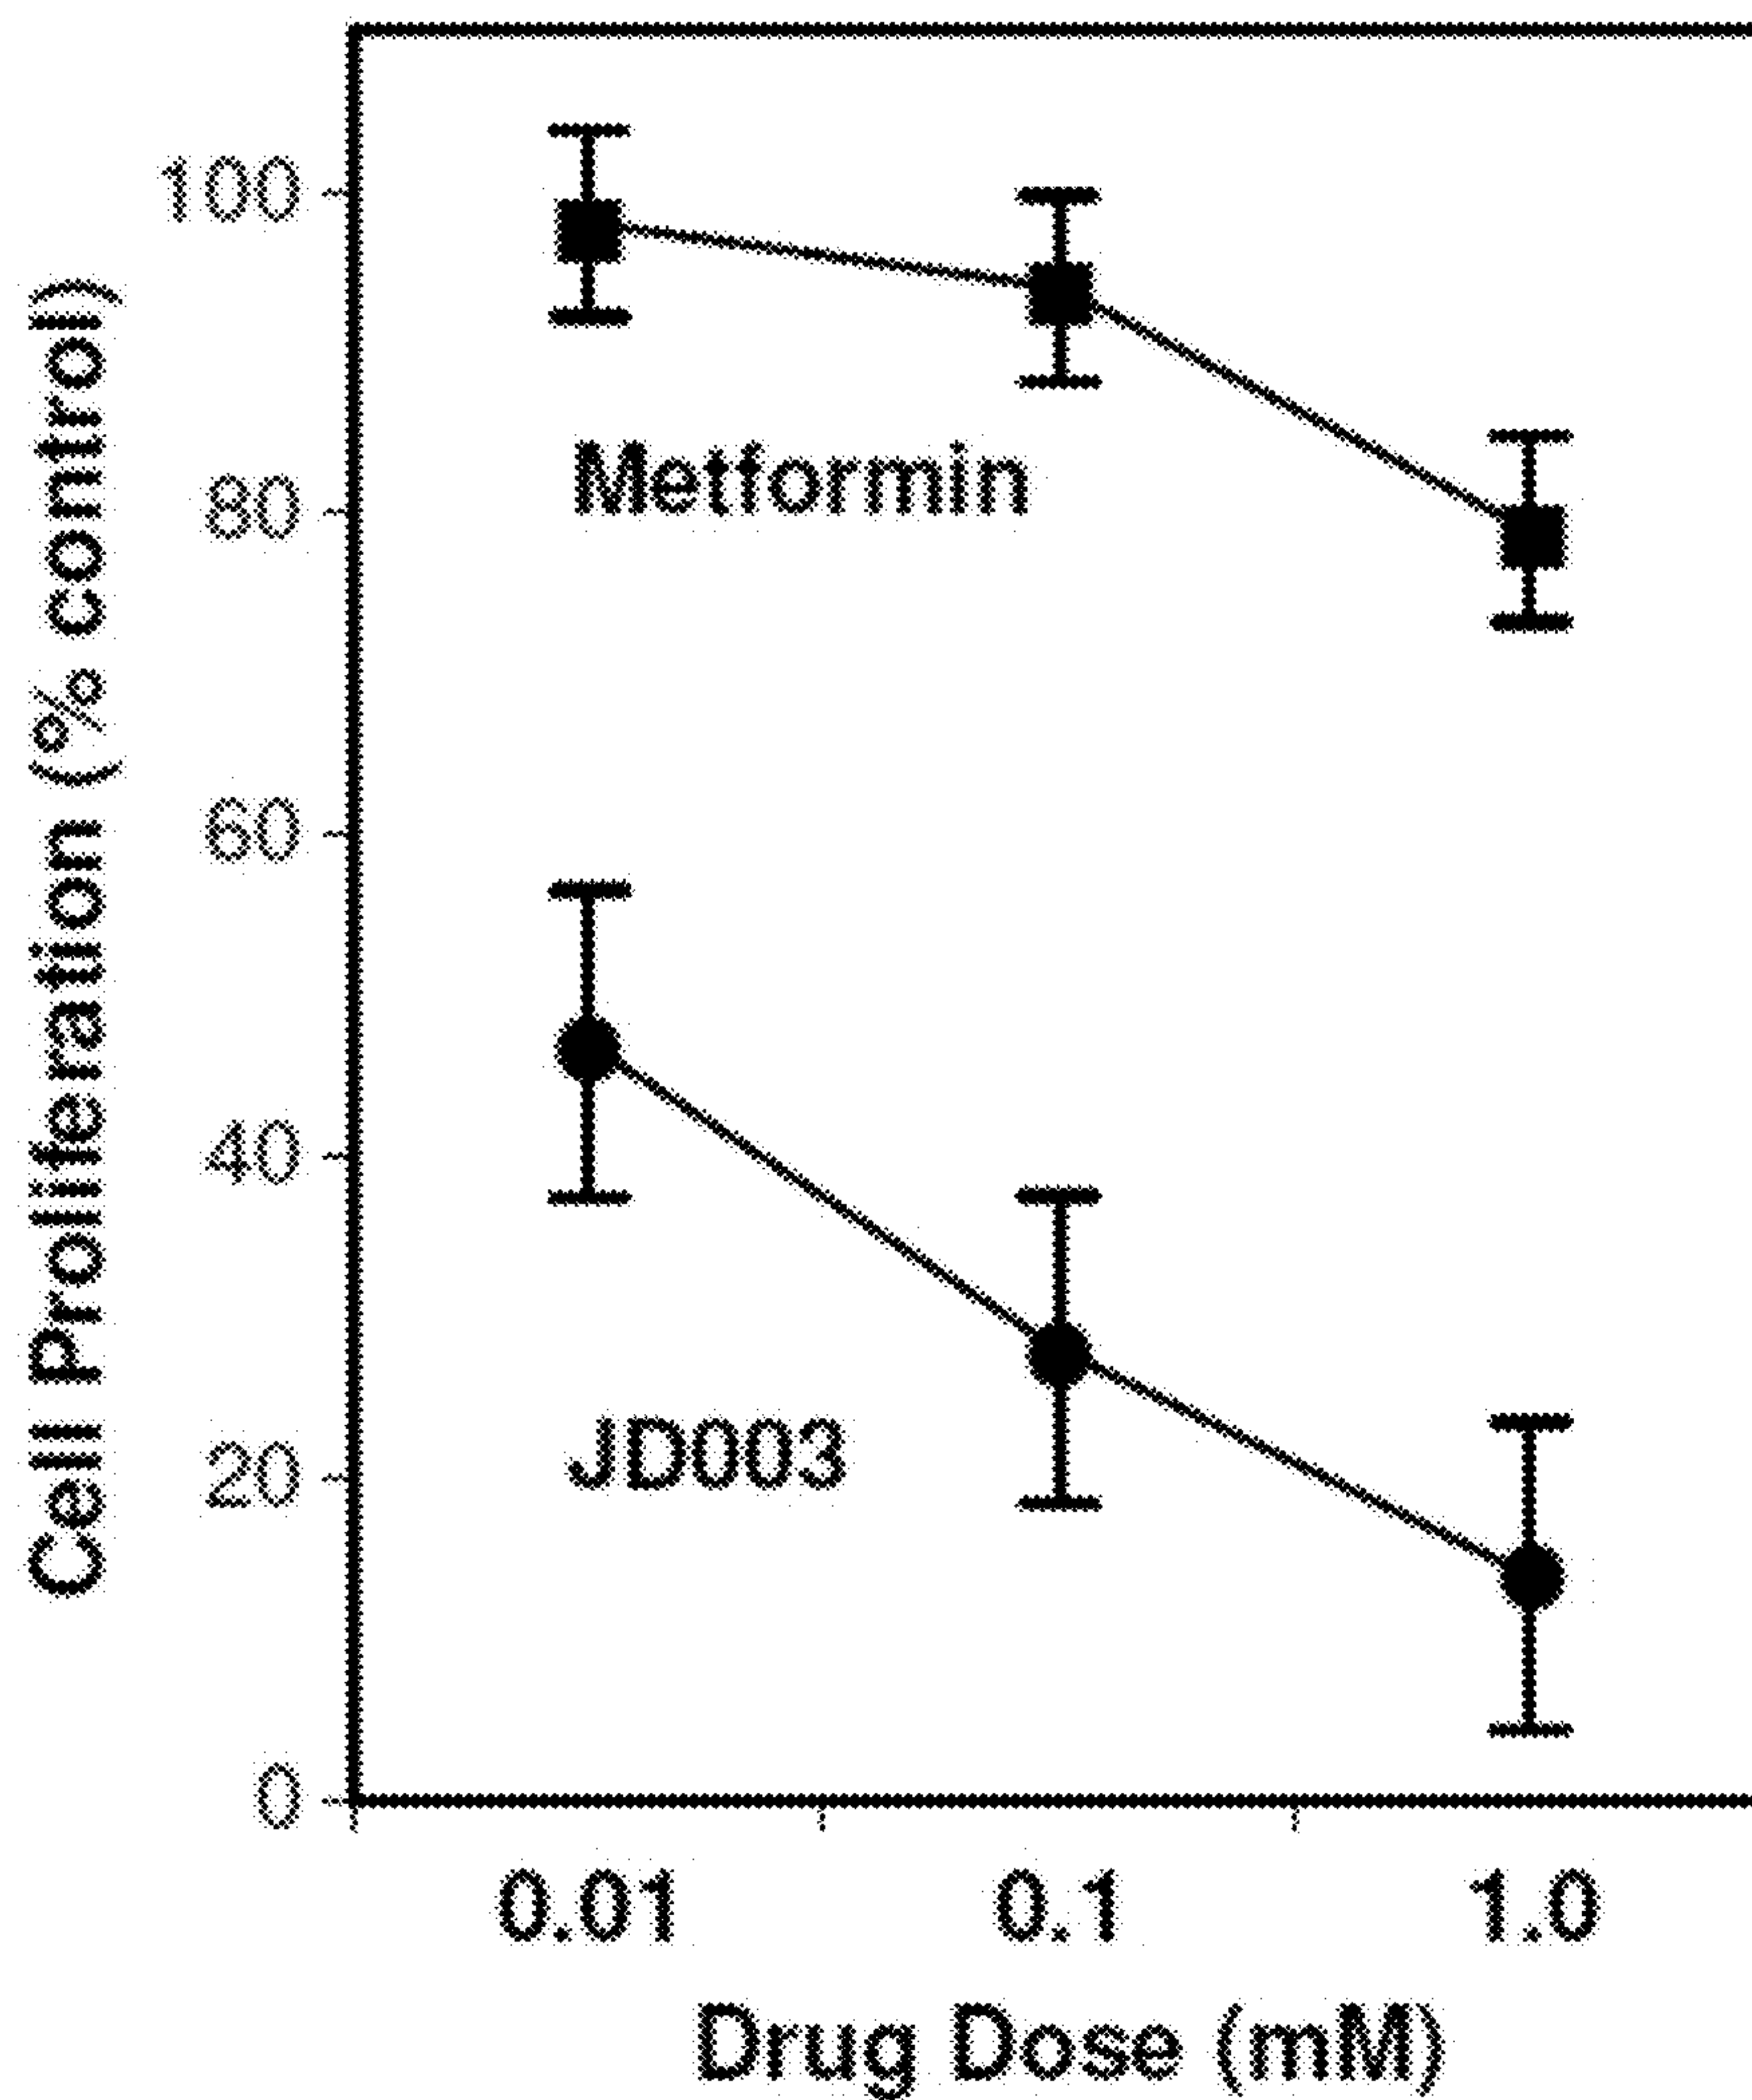 Cell Proliferation (% control)
100
80
60
40
20
0
Metformin
JD003
0.01 0.1 1.0
Drug Dose (mM)